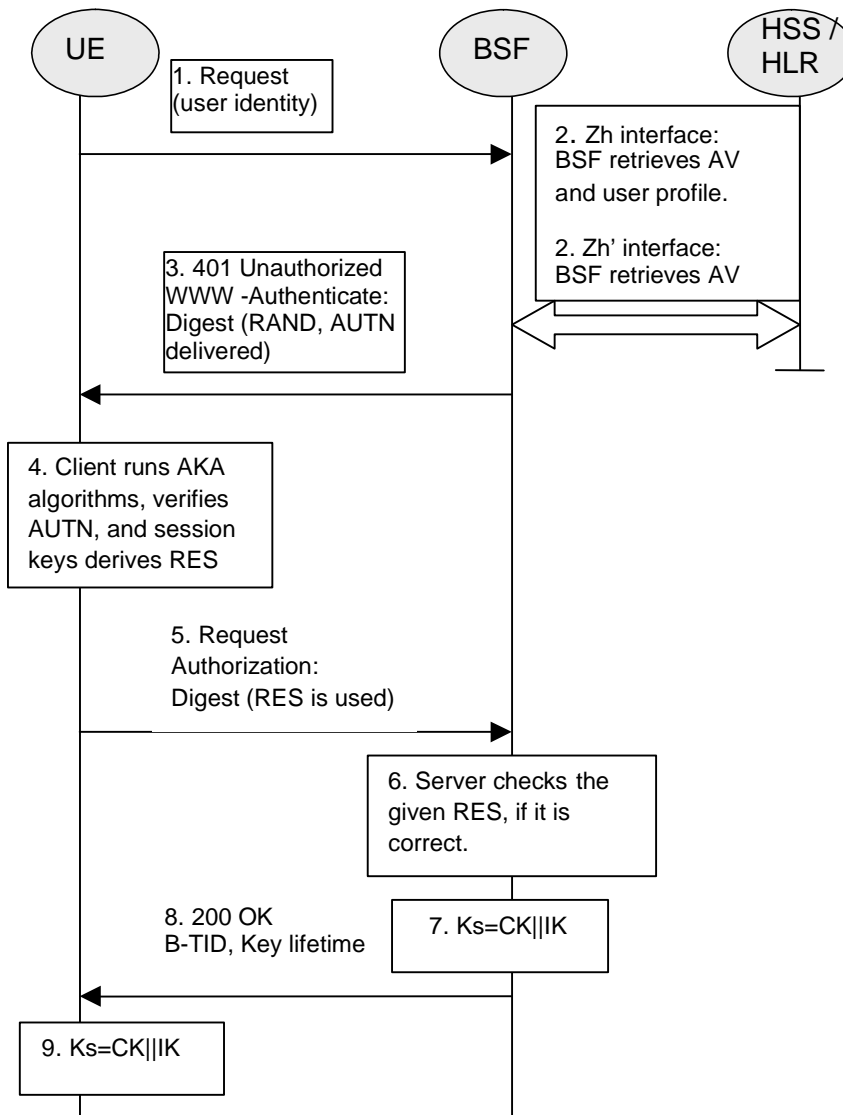 UE
BSF
HSS /
HLR
1. Request
(user identity)
2. Zh interface:
BSF retrieves AV
and user profile.
2. Zh’ interface:
BSF retrieves AV
3. 401 Unauthorized
WWW -Authenticate:
Digest (RAND, AUTN
delivered)
4. Client runs AKA
algorithms, verifies
AUTN, and session
keys derives RES
5. Request
Authorization:
Digest (RES is used)
6. Server checks the
given RES, if it is
correct.
7. Ks=CK||IK
8. 200 OK
B-TID, Key lifetime
9. Ks=CK||IK